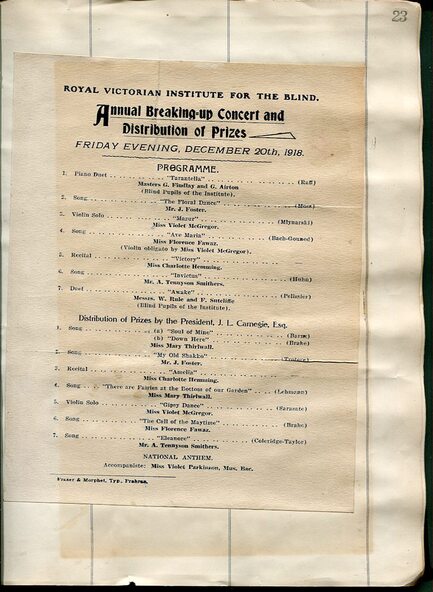 23
ROYAL VICTORIAN INSTITUTE FOR THE BLIND.
Annual Breaking-up Concert and
Distribution of Prizes
FRIDAY EVENING, DECEMBER 20th, 1918.
PROGRAMME.
1. Piano Duet .......... "Tarantella" .......... (Raff)
Masters G. Findlay and G. Airton
(Blind Pupils of the Institute).
2. Song .......... "The Floral Dance" .......... (Moss)
Mr. J. Foster.
3. Violin Solo .......... "Mazur" .......... (Mlynarski)
Miss Violet McGregor.
4. Song .......... "Ave Maria" .......... (Bach-Gounod)
Miss Florence Fawaz.
(Violin obligato by Miss Violet McGregor).
5. Recital .......... "Victory" ..........
Miss Charlotte Hemming.
6. Song .......... "Invictus" .......... (Huhn)
Mr. A. Tennyson Smithers.
7. Duet .......... "Awake" .......... (Pelissier)
Messrs. W. Rule and F. Sutcliffe
(Blind Pupils of the Institute).
Distribution of Prizes by the President, J. L. Carnegie, Esq.
1. Song .......... (a) "Soul of Mine" .......... (Barns)
(b) "Down Here" .......... (Brahe)
Miss Mary Thirlwall.
2. Song .......... "My Old Shakko" .......... (Trotere)
Mr. J. Foster.
3. Recital .......... "Amelia" ..........
Miss Charlotte Hemming.
4. Song .... "There are Fairies at the Bottom of our Garden" .... (Lehmann)
Miss Mary Thirlwall.
5. Violin Solo .......... "Gipsy Dance" .......... (Sarasate)
Miss Violet McGregor.
6. Song .......... "The Call of the Maytime" .......... (Brahe)
Miss Florence Fawaz.
7. Song .......... "Eleanore" .......... (Coleridge-Taylor)
Mr. A. Tennyson Smithers.
NATIONAL ANTHEM.
Accompaniste: Miss Violet Parkinson, Mus. Bac.
Fraser & Morphet, Typ., Prahran.